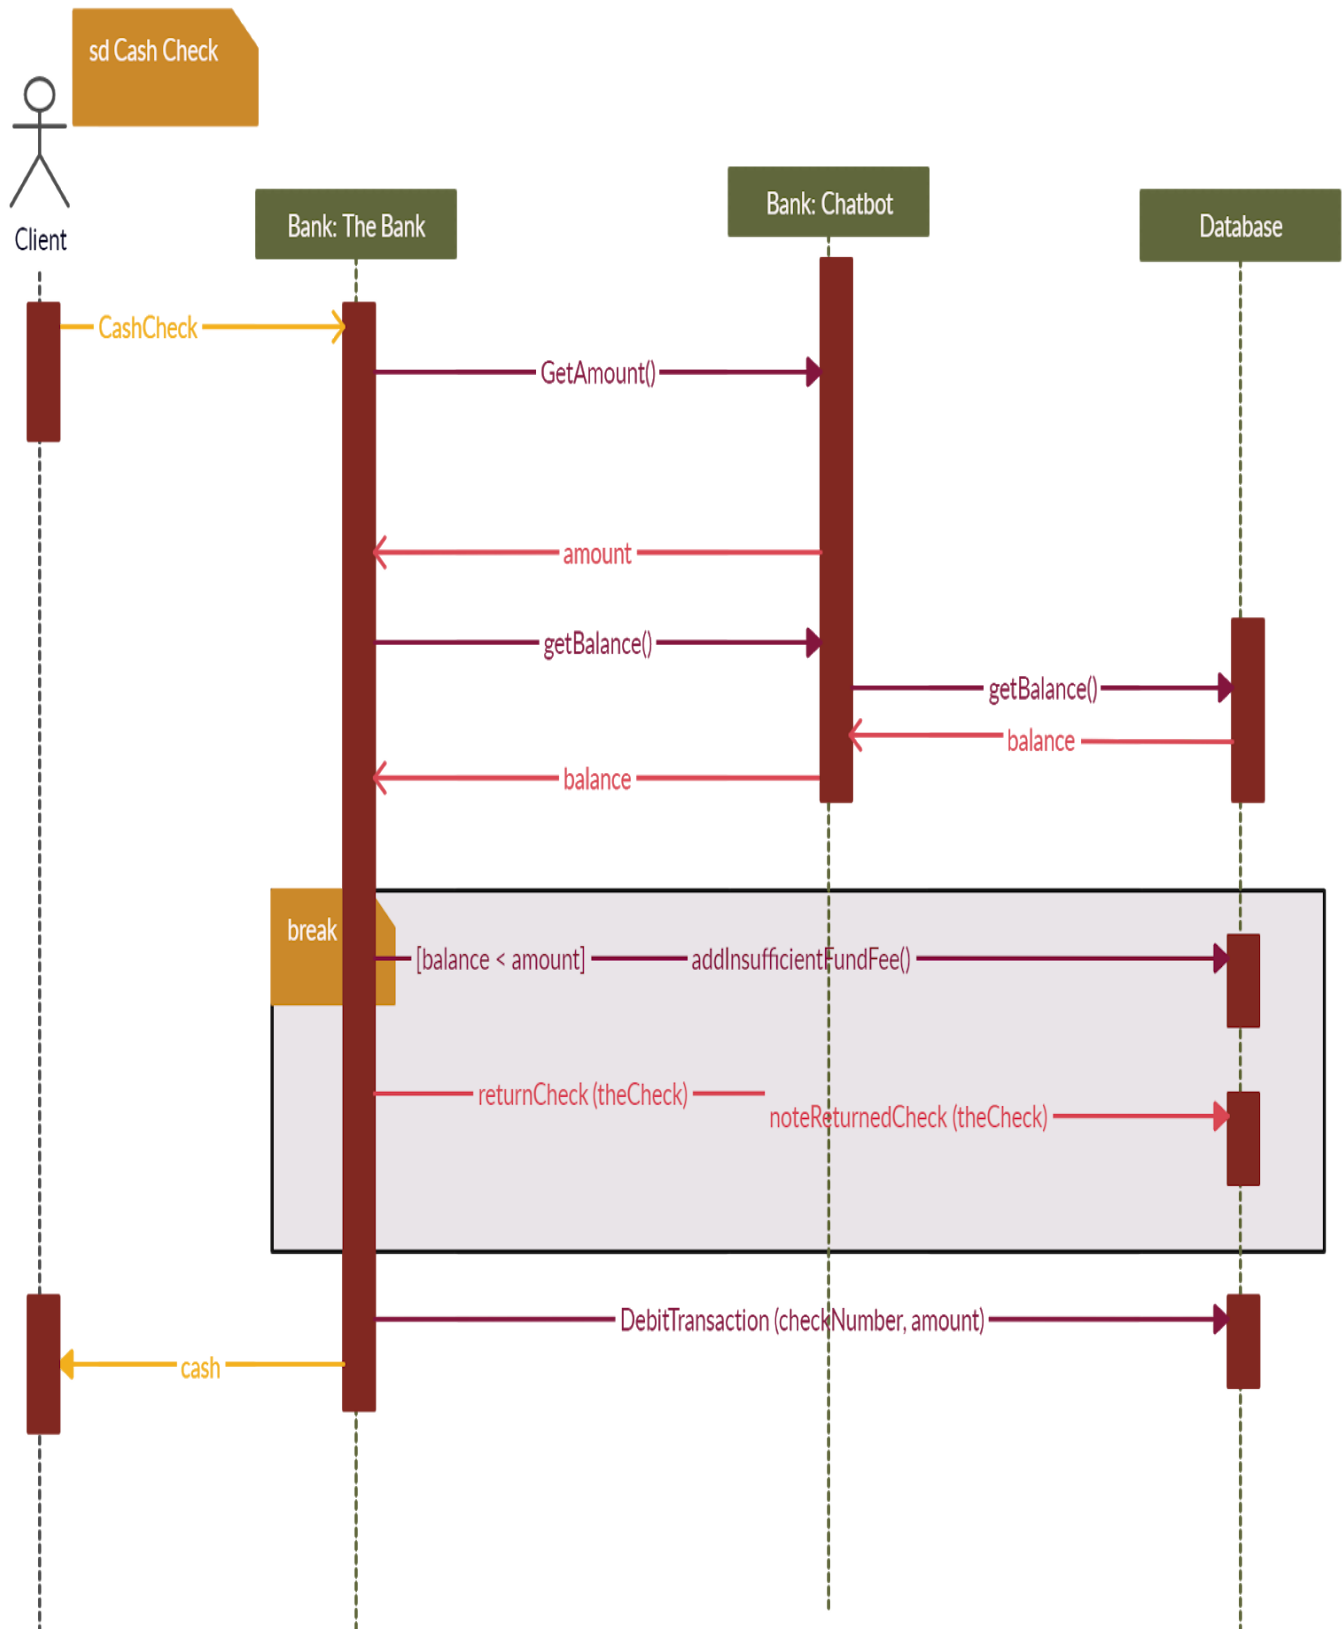 sd Cash Check
Client
Bank: The Bank
Bank: Chatbot
Database
CashCheck
GetAmount()
amount
getBalance()
getBalance()
balance
balance
break
[balance < amount]
addInsufficientFundFee()
returnCheck (theCheck)
noteReturnedCheck (theCheck)
DebitTransaction (checkNumber, amount)
cash